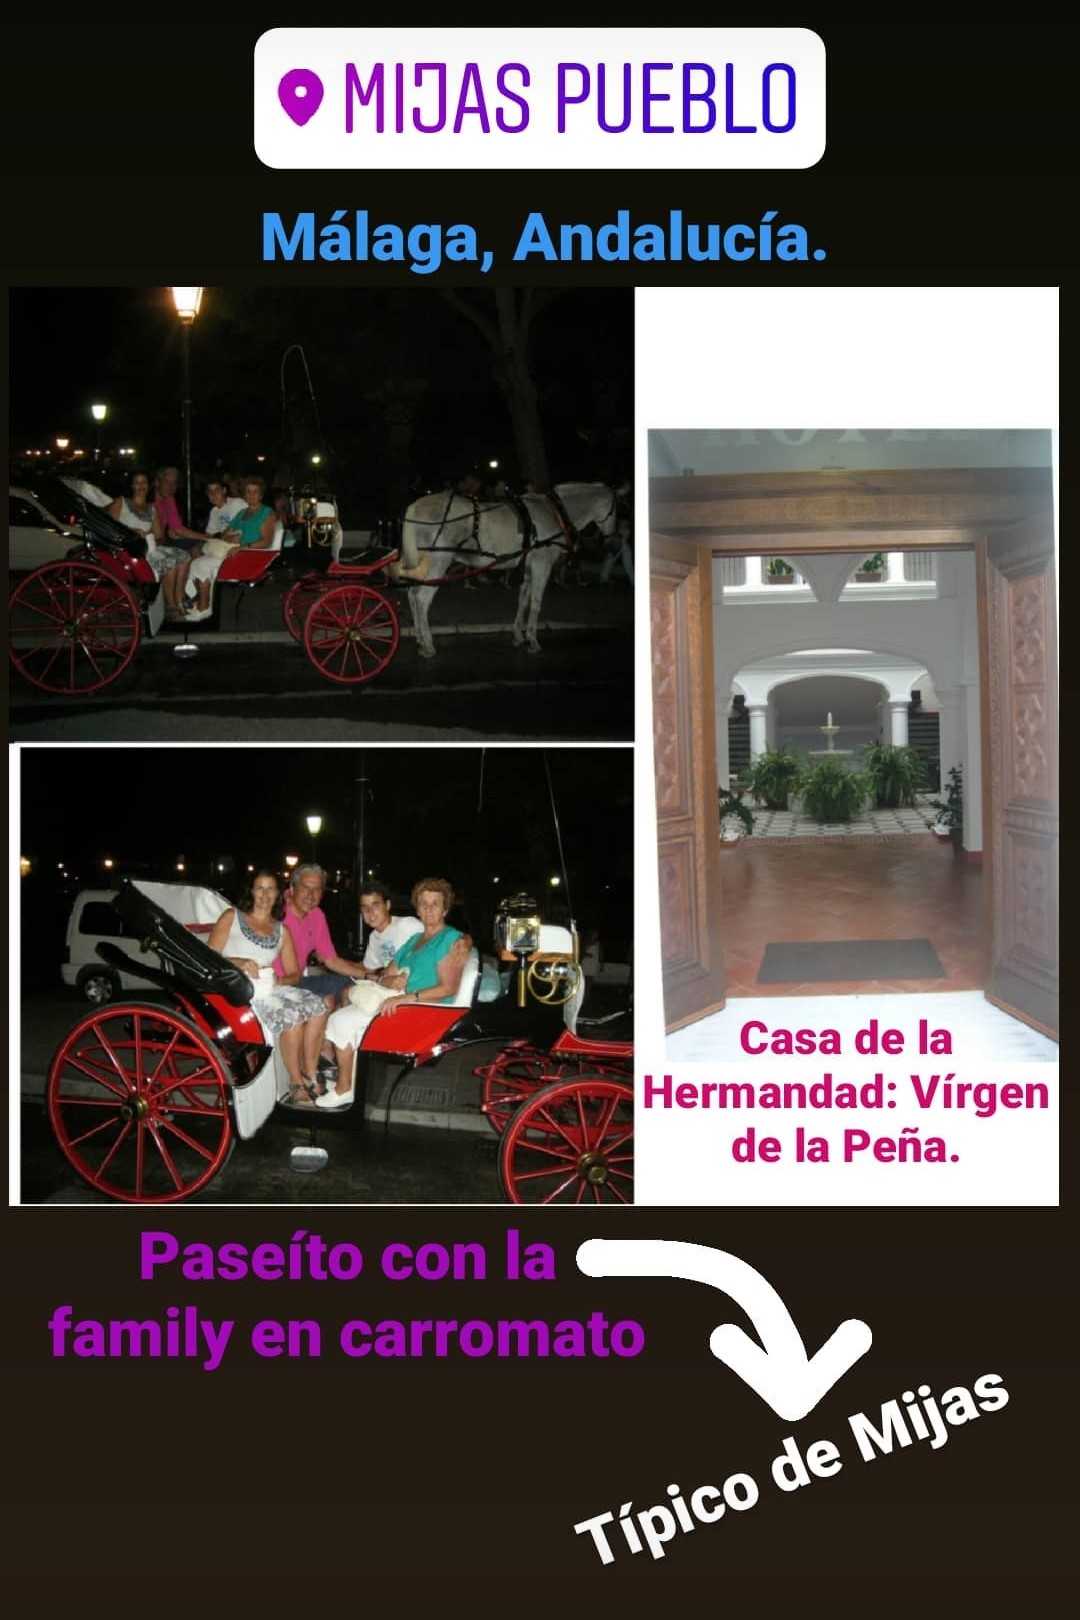 MIJAS PUEBLO
Málaga, Andalucía.
Casa de la
Hermandad: Vírgen
de la Peña.
Paseíto con la
family en carromato
Típico de Mijas